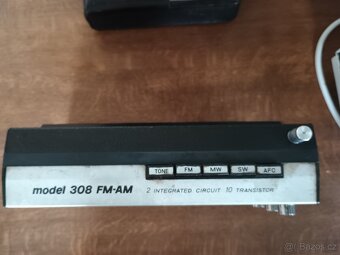 TONE FM MW SW AFC
model 308 FM-AM 2 INTEGRATED CIRCUIT 10 TRANSISTOR
Bazos.cz